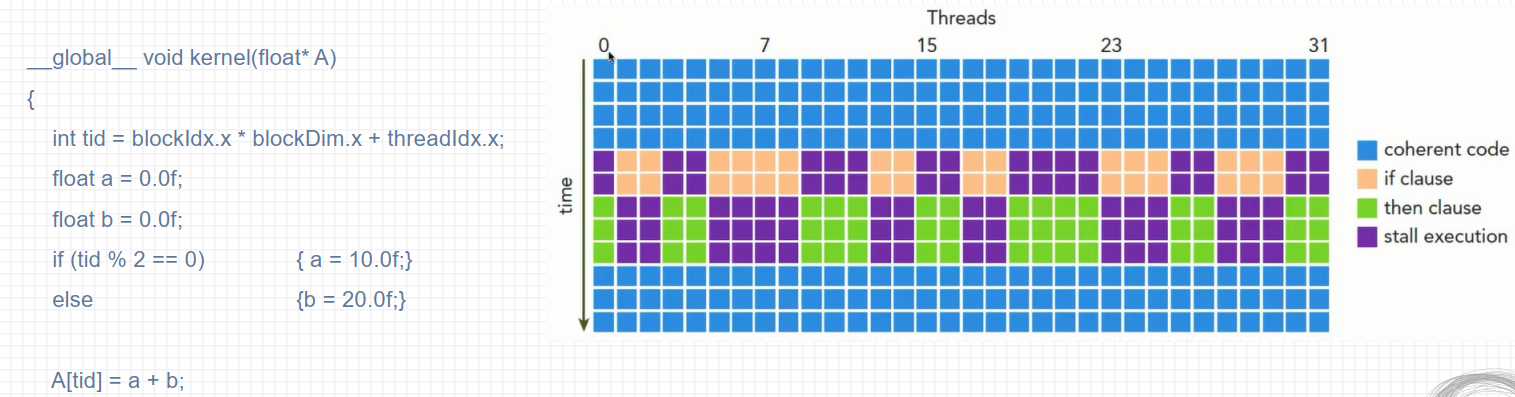 __global__ void kernel(float* A)
{
int tid = blockIdx.x * blockDim.x + threadIdx.x;
float a = 0.0f;
float b = 0.0f;
if (tid % 2 == 0) { a = 10.0f;}
else {b = 20.0f;}
A[tid] = a + b;
Threads
0 7 15 23 31
time
coherent code
if clause
then clause
stall execution